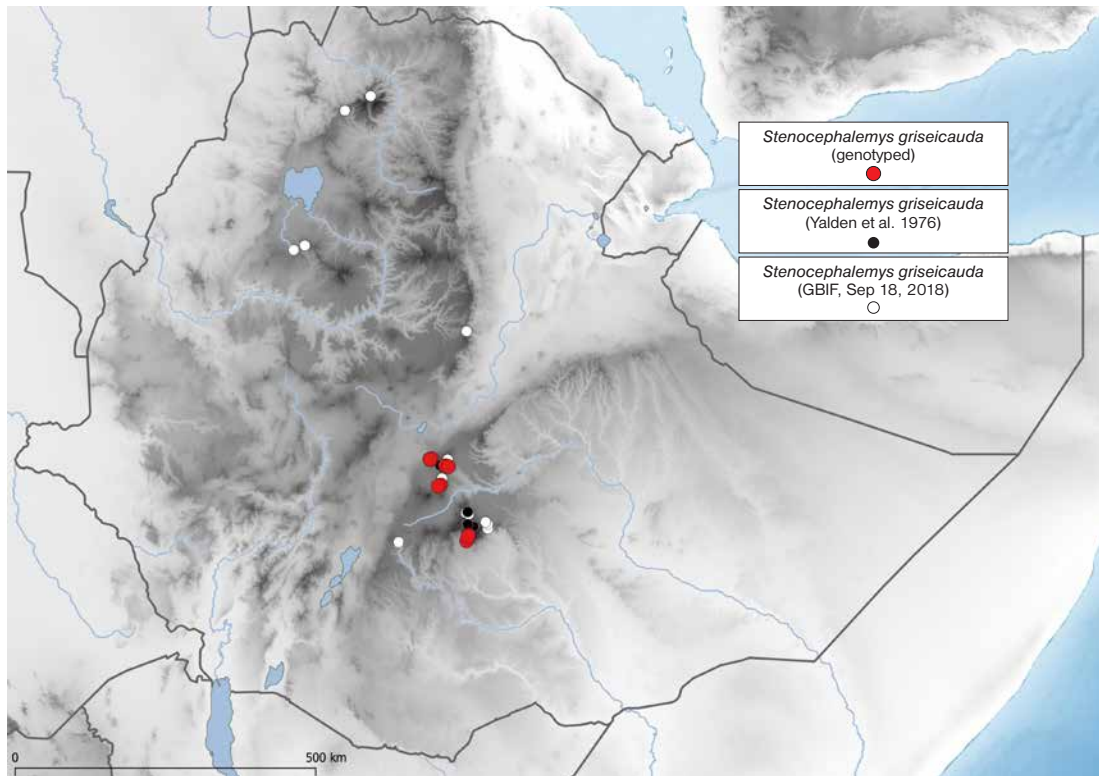 Stenocephalemys griseicauda
(genotyped)
Stenocephalemys griseicauda
(Yalden et al. 1976)
Stenocephalemys griseicauda
(GBIF, Sep 18, 2018)
0 500 km